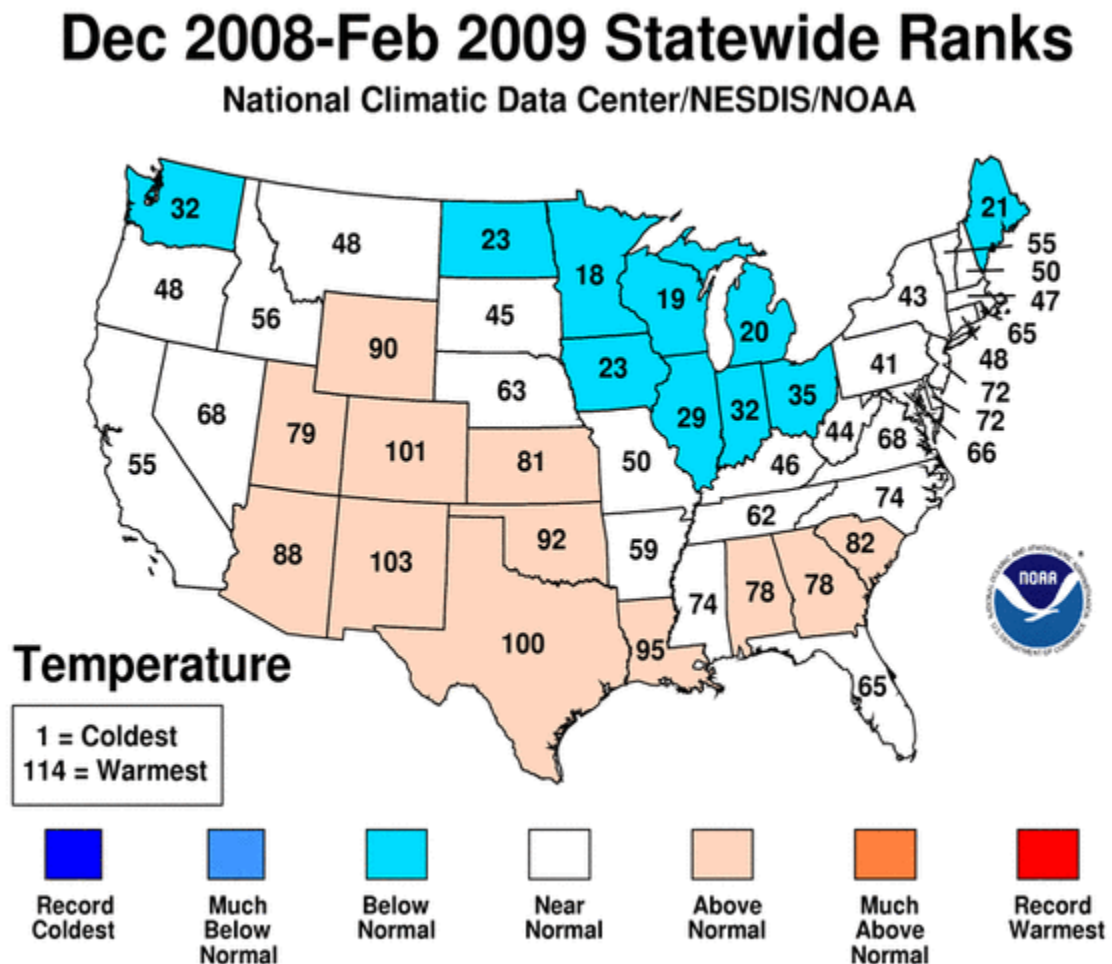 Dec 2008-Feb 2009 Statewide Ranks
National Climatic Data Center/NESDIS/NOAA
32
48
23
18
21
55
50
47
65
48
72
72
66
48
56
90
45
19
20
43
41
63
23
29
32
35
44
68
55
68
79
101
81
50
46
74
62
88
103
92
59
74
78
78
82
100
95
65
NOAA
Temperature
1 = Coldest
114 = Warmest
Record
Coldest
Much
Below
Normal
Below
Normal
Near
Normal
Above
Normal
Much
Above
Normal
Record
Warmest